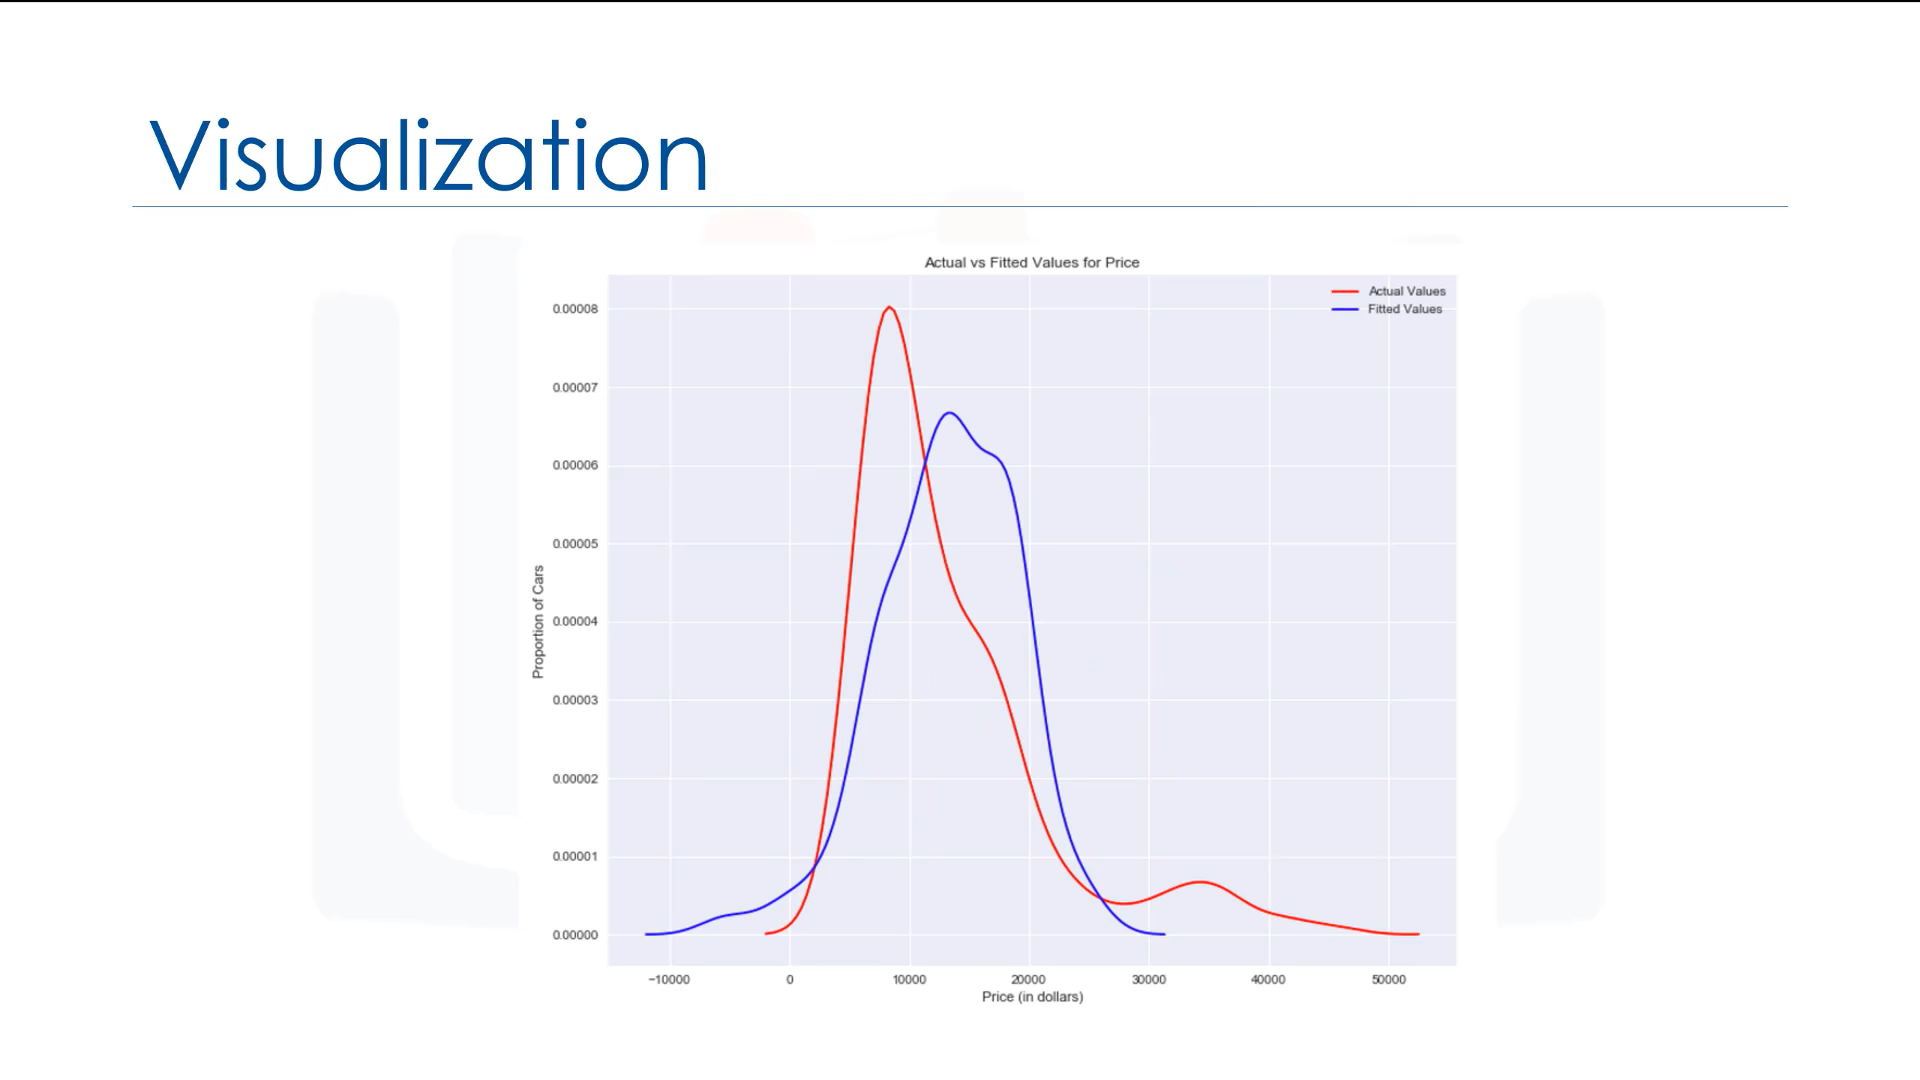 Visualization
Actual vs Fitted Values for Price
Actual Values
Fitted Values
0.00008
0.00007
0.00006
0.00005
0.00004
0.00003
0.00002
0.00001
0.00000
Proportion of Cars
−10000 0 10000 20000 30000 40000 50000
Price (in dollars)